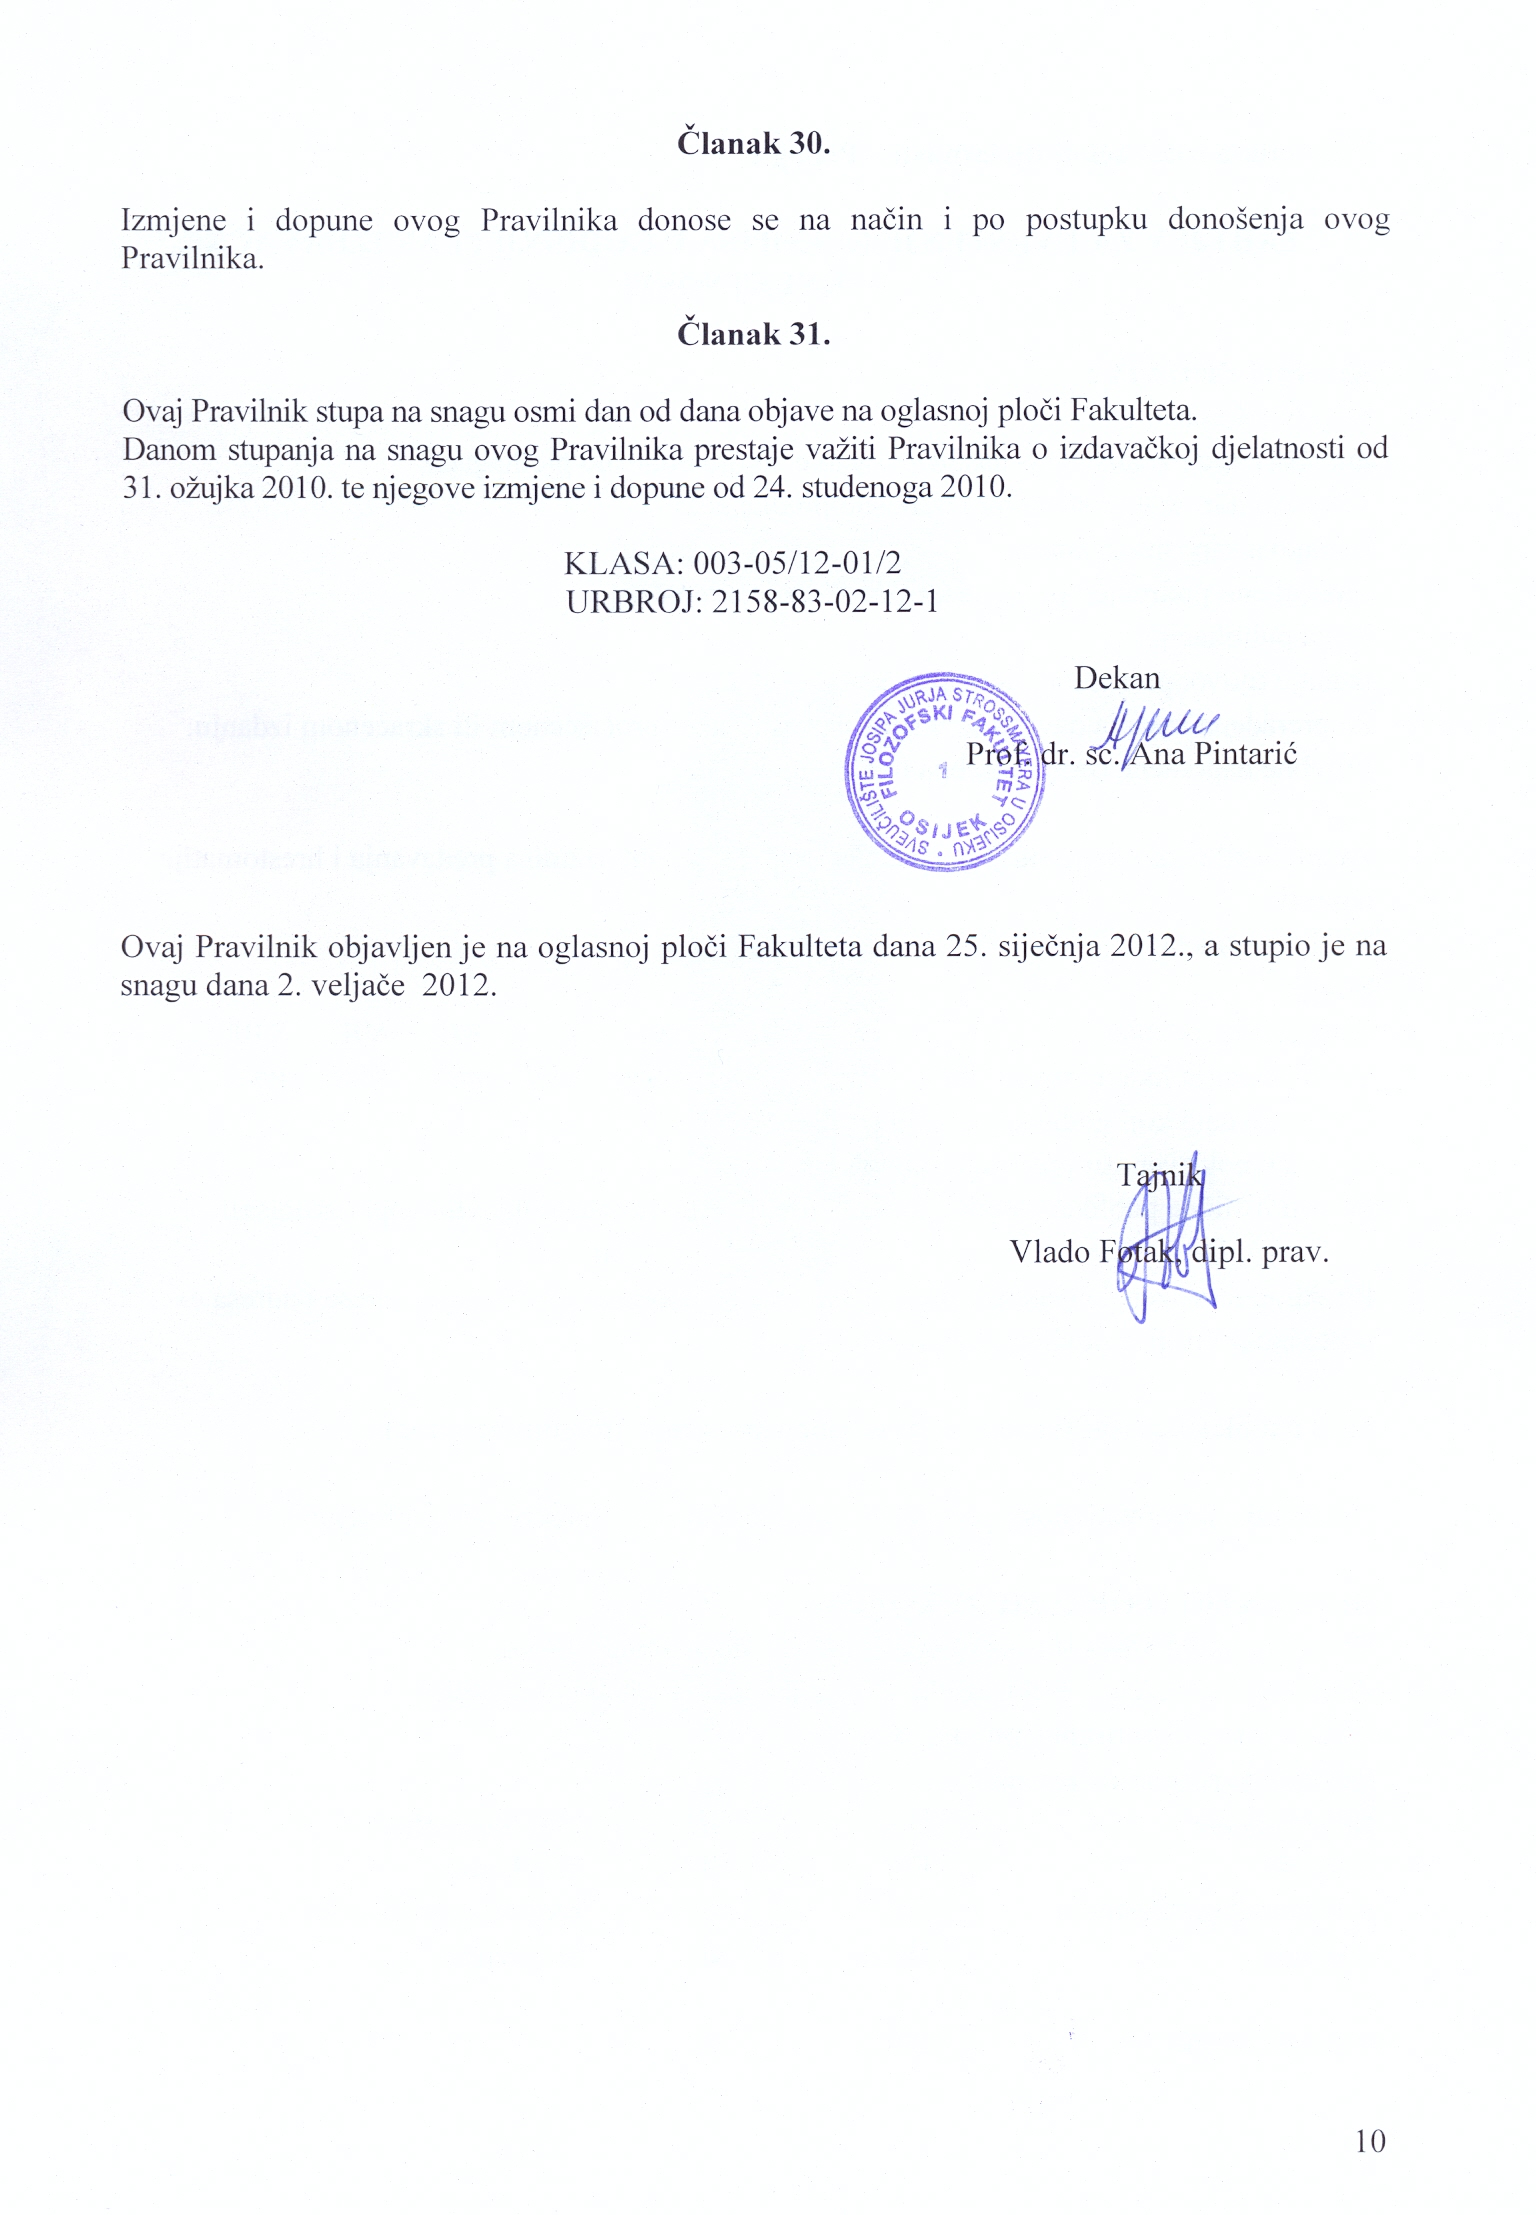 Članak 30.
Izmjene i dopune ovog Pravilnika donose se na način i po postupku donošenja ovog
Pravilnika.
Članak 31.
Ovaj Pravilnik stupa na snagu osmi dan od dana objave na oglasnoj ploči Fakulteta.
Danom stupanja na snagu ovog Pravilnika prestaje važiti Pravilnika o izdavačkoj djelatnosti od
31. ožujka 2010. te njegove izmjene i dopune od 24. studenoga 2010.
KLASA: 003-05/12-01/2
URBROJ: 2158-83-02-12-1
Dekan
Prof. dr. sc. Ana Pintarić
SVEUČILIŠTE JOSIPA JURJA STROSSMAYERA U OSIJEKU
FILOZOFSKI FAKULTET
1
OSIJEK
Ovaj Pravilnik objavljen je na oglasnoj ploči Fakulteta dana 25. siječnja 2012., a stupio je na
snagu dana 2. veljače  2012.
Tajnik
Vlado Fotak, dipl. prav.
10